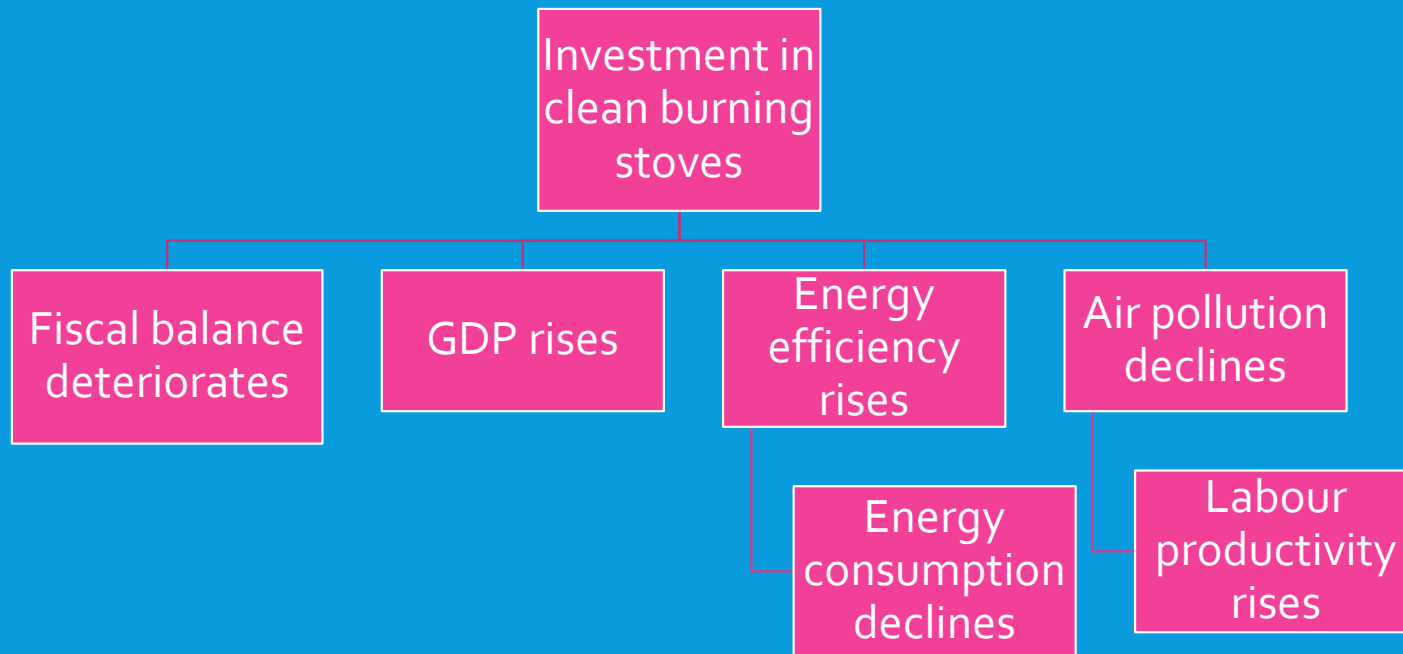 Investment in
clean burning
stoves
Fiscal balance
deteriorates
GDP rises
Energy
efficiency
rises
Air pollution
declines
Energy
consumption
declines
Labour
productivity
rises